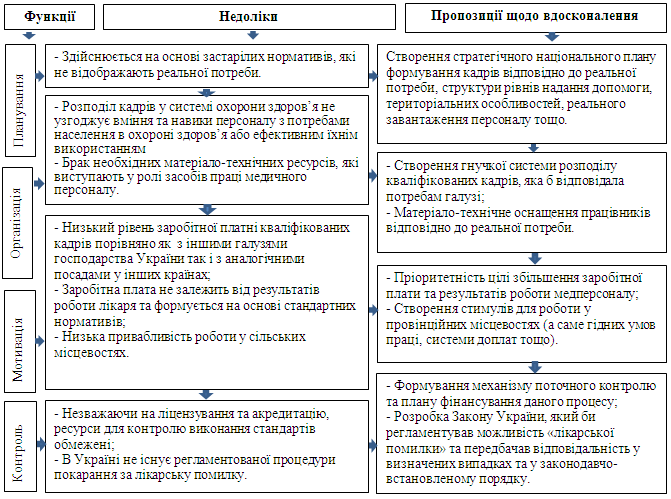 Функції
Недоліки
Пропозиції щодо вдосконалення
Планування
- Здійснюється на основі застарілих нормативів, які
не відображають реальної потреби.
Створення стратегічного національного плану
формування кадрів відповідно до реальної
потреби, структури рівнів надання допомоги,
територіальних особливостей, реального
завантаження персоналу тощо.
Організація
- Розподіл кадрів у системі охорони здоров’я не
узгоджує вміння та навики персоналу з потребами
населення в охороні здоров’я або ефективним їхнім
використанням
- Брак необхідних матеріало-технічних ресурсів, які
виступають у ролі засобів праці медичного
персоналу.
- Створення гнучкої системи розподілу
кваліфікованих кадрів, яка б відповідала
потребам галузі;
- Матеріало-технічне оснащення працівників
відповідно до реальної потреби.
Мотивація
- Низький рівень заробітної платні кваліфікованих
кадрів порівняно як з іншими галузями
господарства України так і з аналогічними
посадами у інших країнах;
- Заробітна плата не залежить від результатів
роботи лікаря та формується на основі стандартних
нормативів;
- Низька привабливість роботи у сільських
місцевостях.
- Пріоритетність цілі збільшення заробітної
плати та результатів роботи медперсоналу;
- Створення стимулів для роботи у
провінційних місцевостях (а саме гідних умов
праці, системи доплат тощо).
Контроль
- Незважаючи на ліцензування та акредитацію,
ресурси для контролю виконання стандартів
обмежені;
- В Україні не існує регламентованої процедури
покарання за лікарську помилку.
- Формування механізму поточного контролю
та плану фінансування даного процесу;
- Розробка Закону України, який би
регламентував можливість «лікарської
помилки» та передбачав відповідальність у
визначених випадках та у законодавчо-
встановленому порядку.